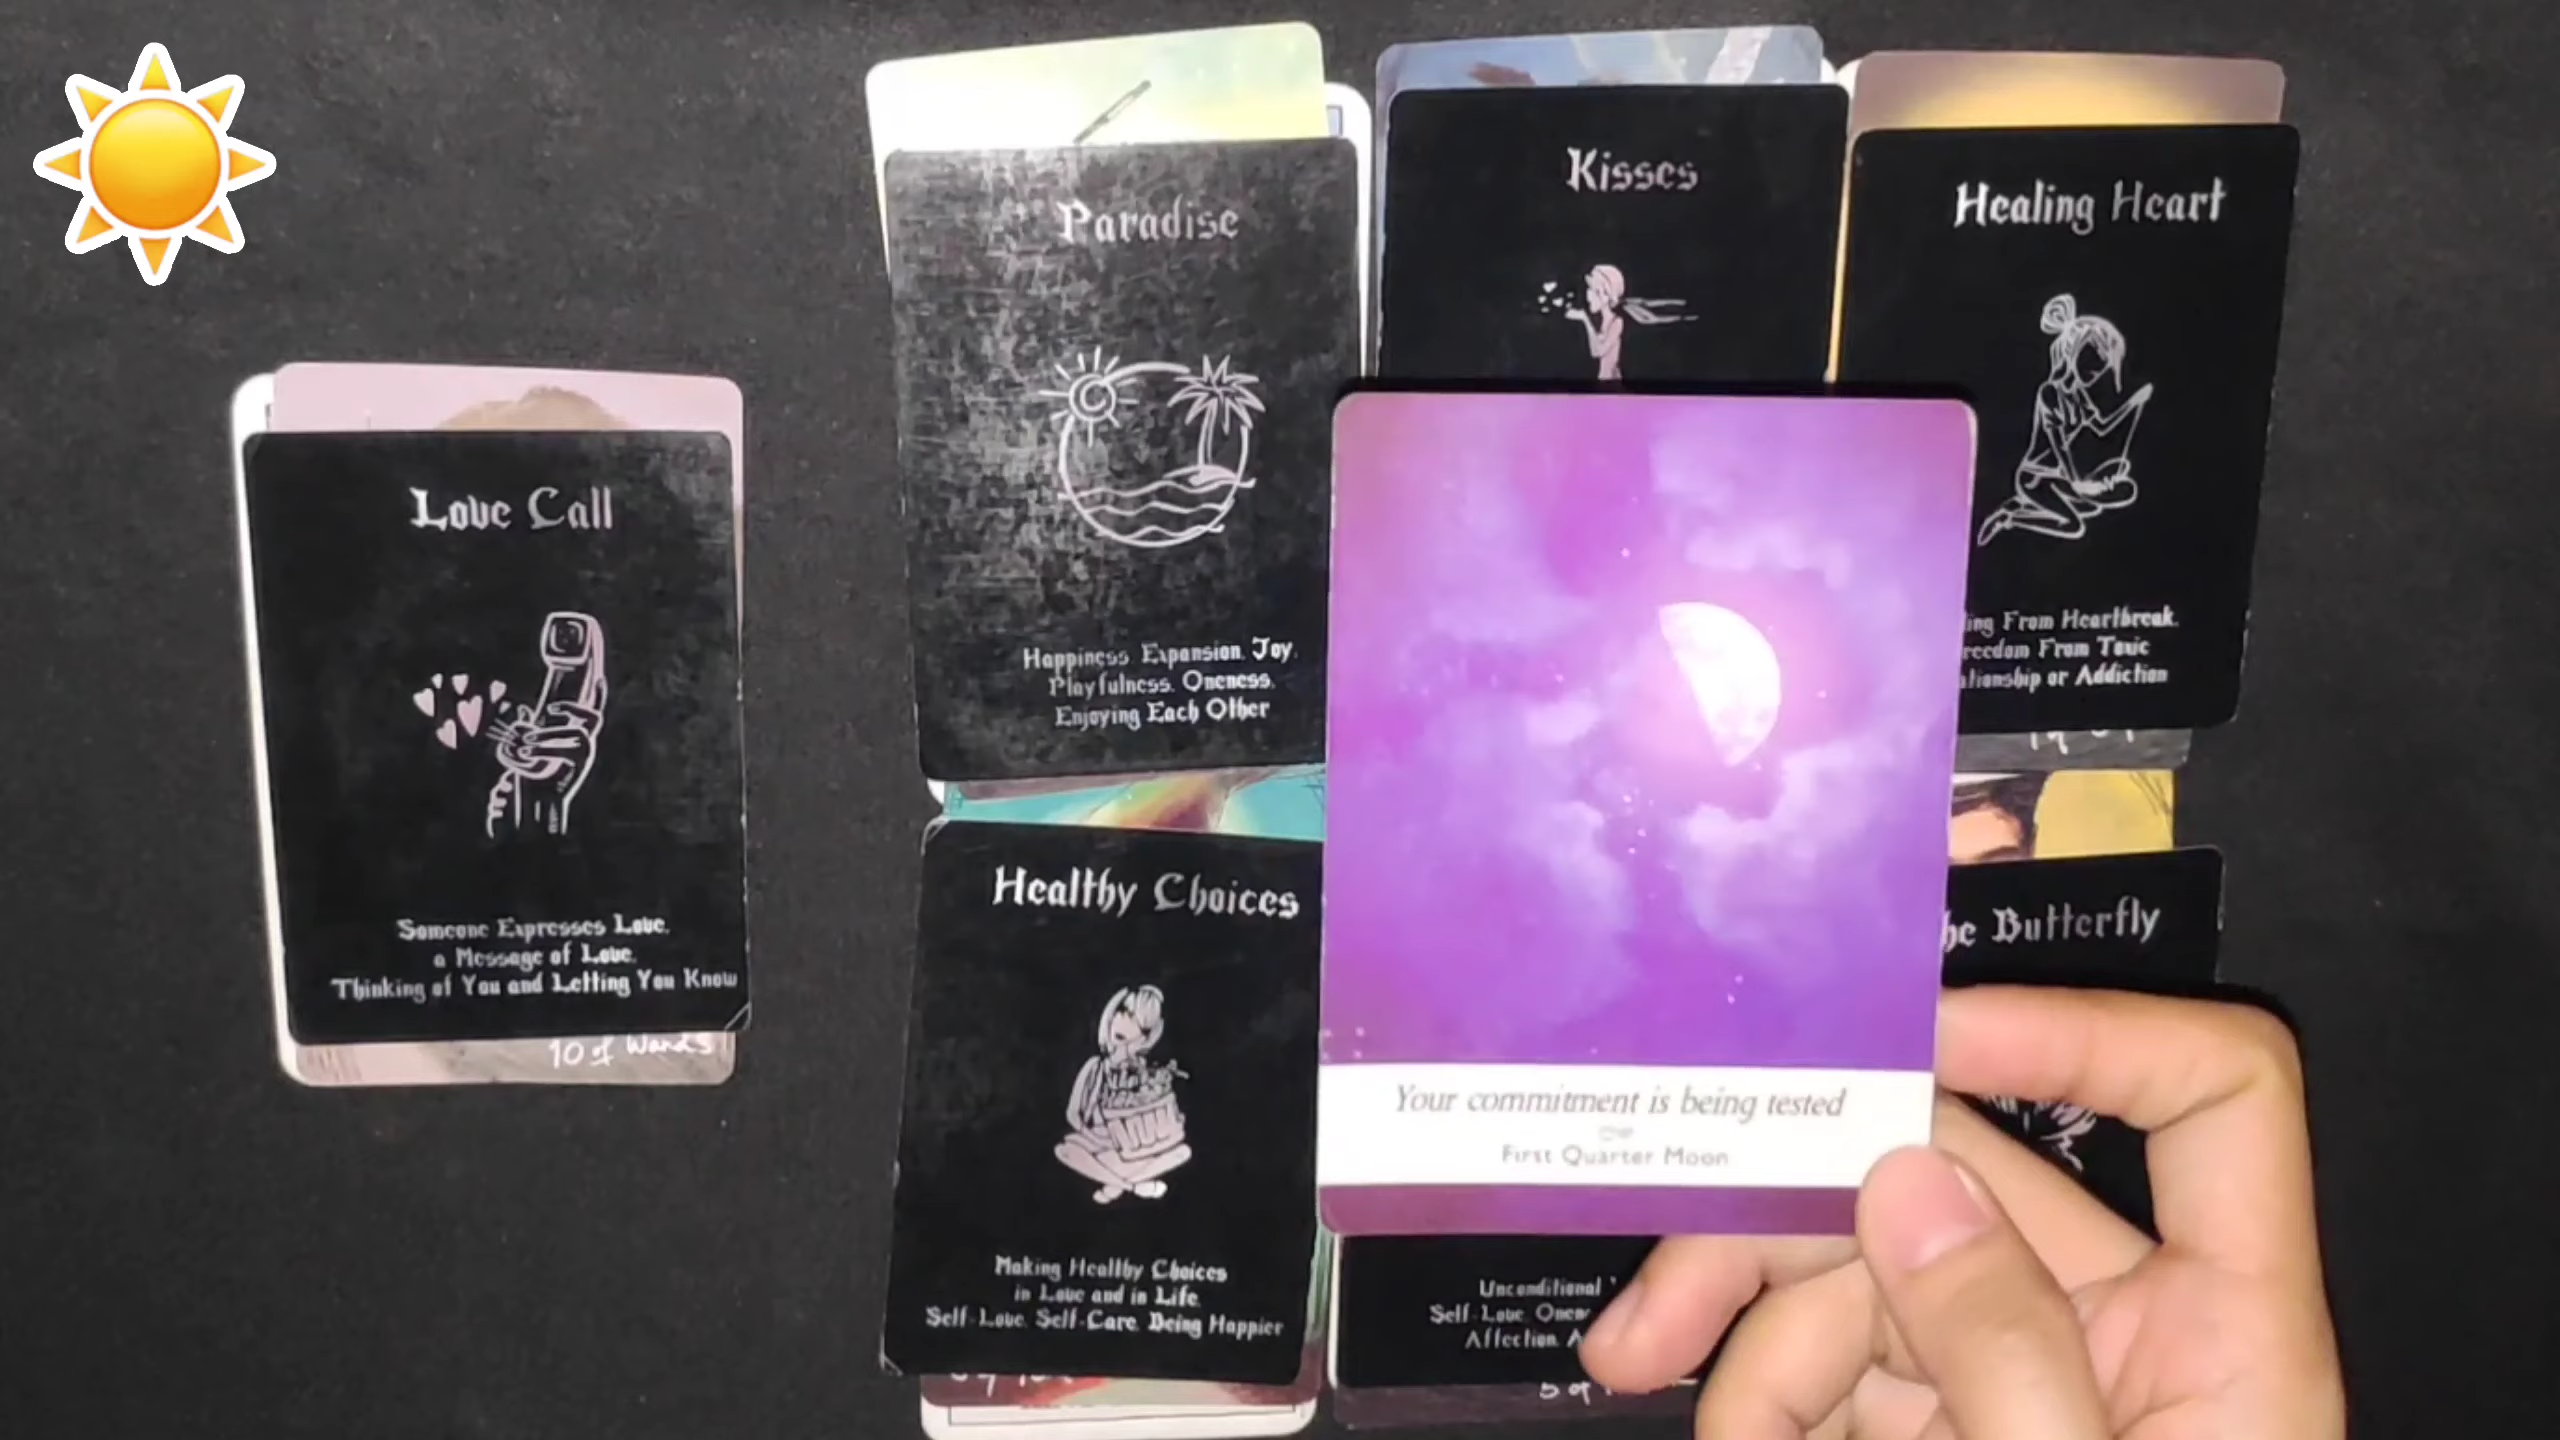 Love Call
Someone Expresses Love.
a Message of Love.
Thinking of You and Letting You Know
10 of Wands
Paradise
Happiness. Expansion. Joy.
Playfulness. Oneness.
Enjoying Each Other
Kisses
Healing Heart
From Heartbreak.
From Toxic
or Addiction
Healthy Choices
Making Healthy Choices
in Love and in Life.
Self-Love. Self-Care. Being Happier
Your commitment is being tested
First Quarter Moon
Butterfly
Unconditional
Self-Love.
Affection.
5 of